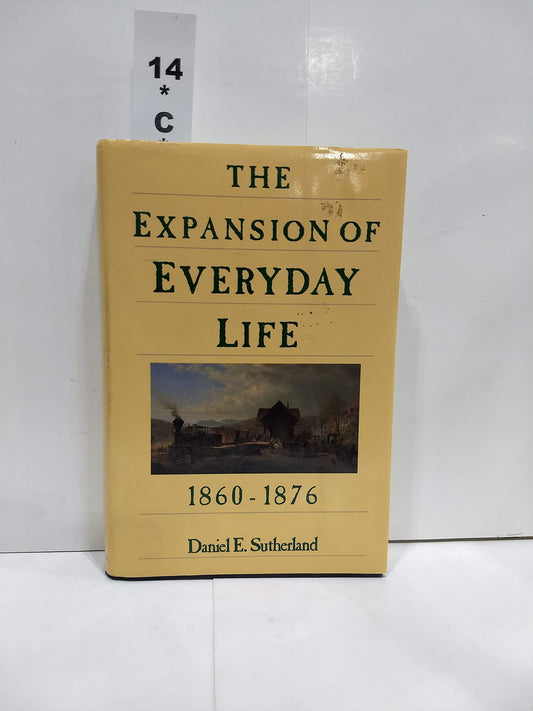 14
*
C
THE
EXPANSION OF
EVERYDAY
LIFE
1860-1876
Daniel E. Sutherland